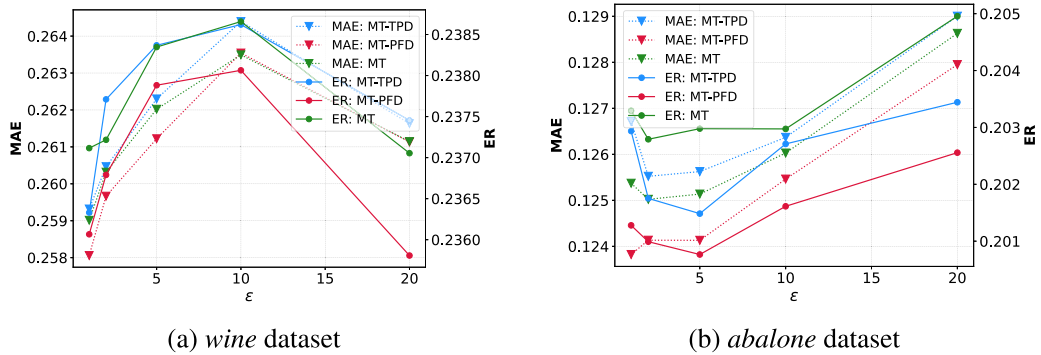 0.264
0.263
0.262
0.261
0.260
0.259
0.258
MAE
5
10
15
20
ε
0.2385
0.2380
0.2375
0.2370
0.2365
0.2360
ER
MAE: MT-TPD
MAE: MT-PFD
MAE: MT
ER: MT-TPD
ER: MT-PFD
ER: MT
(a) wine dataset
0.129
0.128
0.127
0.126
0.125
0.124
MAE
5
10
15
20
ε
0.205
0.204
0.203
0.202
0.201
ER
MAE: MT-TPD
MAE: MT-PFD
MAE: MT
ER: MT-TPD
ER: MT-PFD
ER: MT
(b) abalone dataset